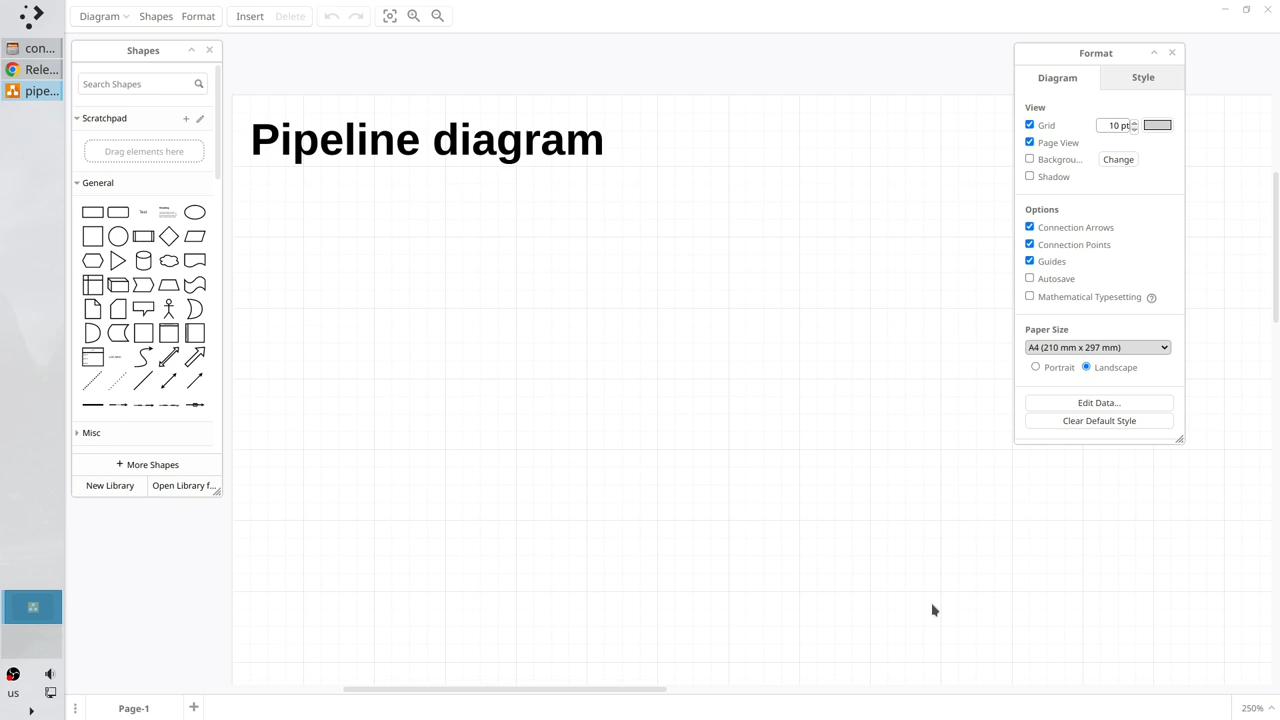 Diagram
Shapes
Format
Insert
Delete
con...
Rele...
pipe...
Shapes
Search Shapes
Scratchpad
Drag elements here
General
Text
Heading
Misc
+ More Shapes
New Library
Open Library f...
Pipeline diagram
Format
Diagram
Style
View
Grid
10 pt
Page View
Backgrou...
Change
Shadow
Options
Connection Arrows
Connection Points
Guides
Autosave
Mathematical Typesetting
Paper Size
A4 (210 mm x 297 mm)
Portrait
Landscape
Edit Data...
Clear Default Style
us
Page-1
250%